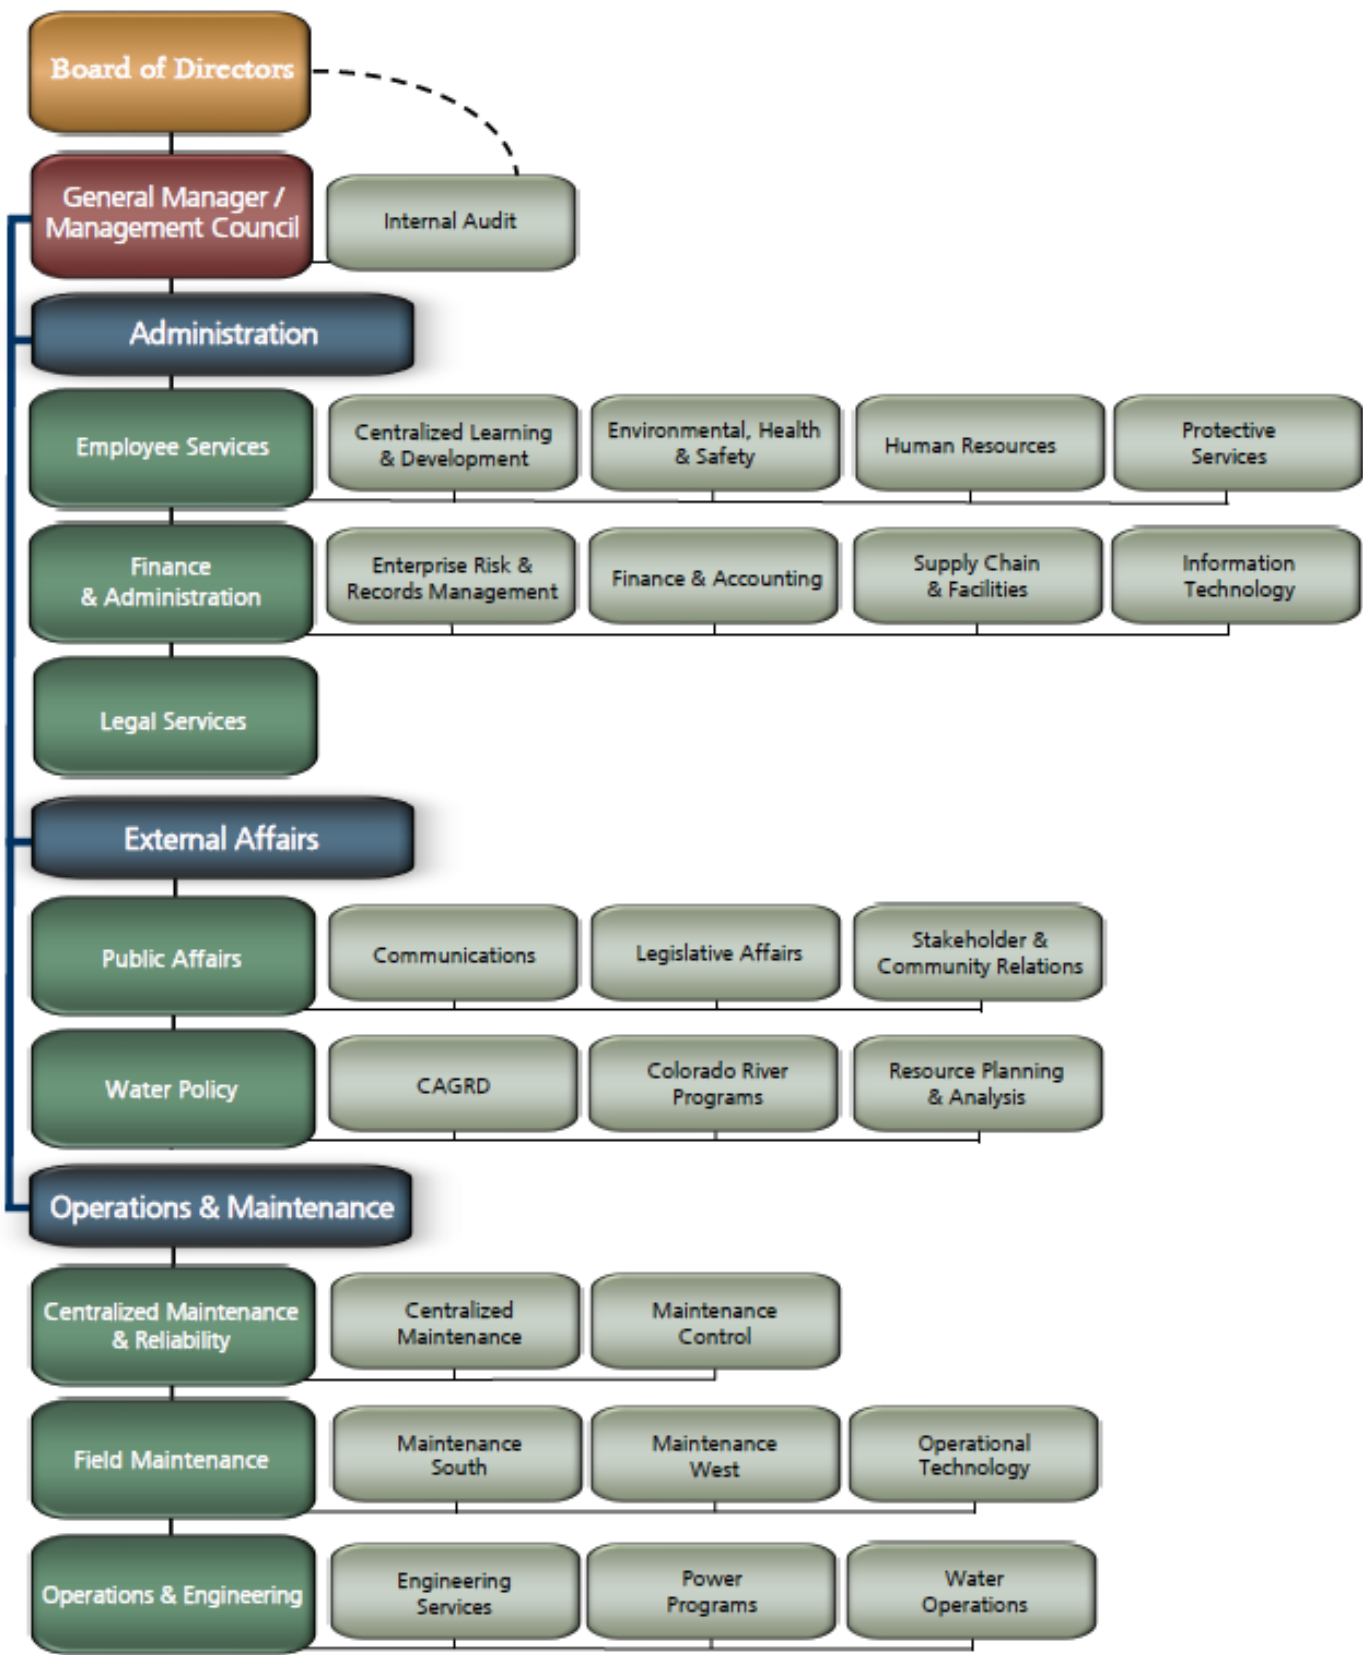 Board of Directors
General Manager /
Management Council
Internal Audit
Administration
Employee Services
Centralized Learning
& Development
Environmental, Health
& Safety
Human Resources
Protective
Services
Finance
& Administration
Enterprise Risk &
Records Management
Finance & Accounting
Supply Chain
& Facilities
Information
Technology
Legal Services
External Affairs
Public Affairs
Communications
Legislative Affairs
Stakeholder &
Community Relations
Water Policy
CAGRD
Colorado River
Programs
Resource Planning
& Analysis
Operations & Maintenance
Centralized Maintenance
& Reliability
Centralized
Maintenance
Maintenance
Control
Field Maintenance
Maintenance
South
Maintenance
West
Operational
Technology
Operations & Engineering
Engineering
Services
Power
Programs
Water
Operations